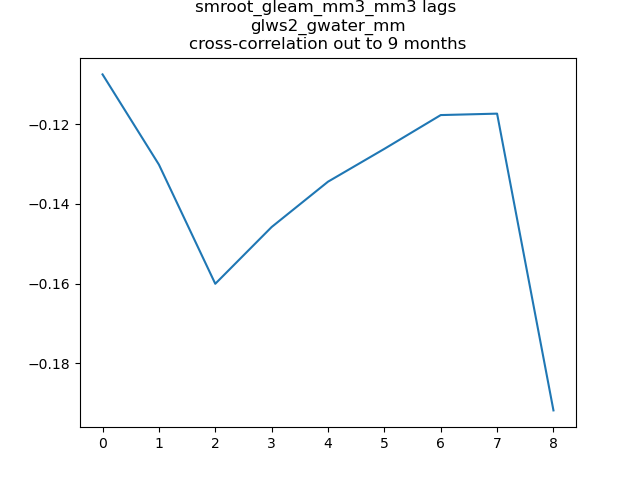 smroot_gleam_mm3_mm3 lags
glws2_gwater_mm
cross-correlation out to 9 months
−0.12
−0.14
−0.16
−0.18
0 1 2 3 4 5 6 7 8